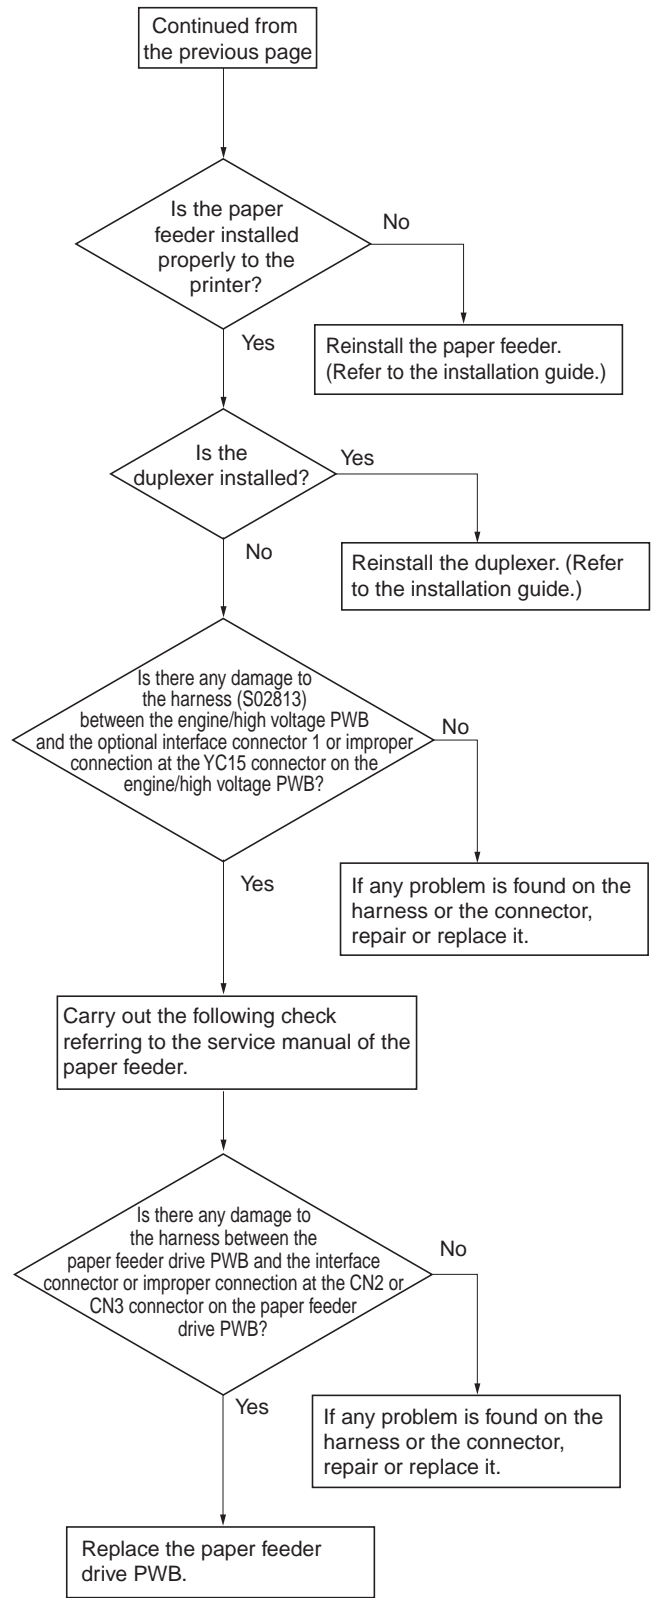 Continued from
the previous page
Is the paper
feeder installed
properly to the
printer?
No
Yes
Reinstall the paper feeder.
(Refer to the installation guide.)
Is the
duplexer installed?
Yes
No
Reinstall the duplexer. (Refer
to the installation guide.)
Is there any damage to
the harness (S02813)
between the engine/high voltage PWB
and the optional interface connector 1 or improper
connection at the YC15 connector on the
engine/high voltage PWB?
No
Yes
If any problem is found on the
harness or the connector,
repair or replace it.
Carry out the following check
referring to the service manual of the
paper feeder.
Is there any damage to
the harness between the
paper feeder drive PWB and the interface
connector or improper connection at the CN2 or
CN3 connector on the paper feeder
drive PWB?
No
Yes
If any problem is found on the
harness or the connector,
repair or replace it.
Replace the paper feeder
drive PWB.